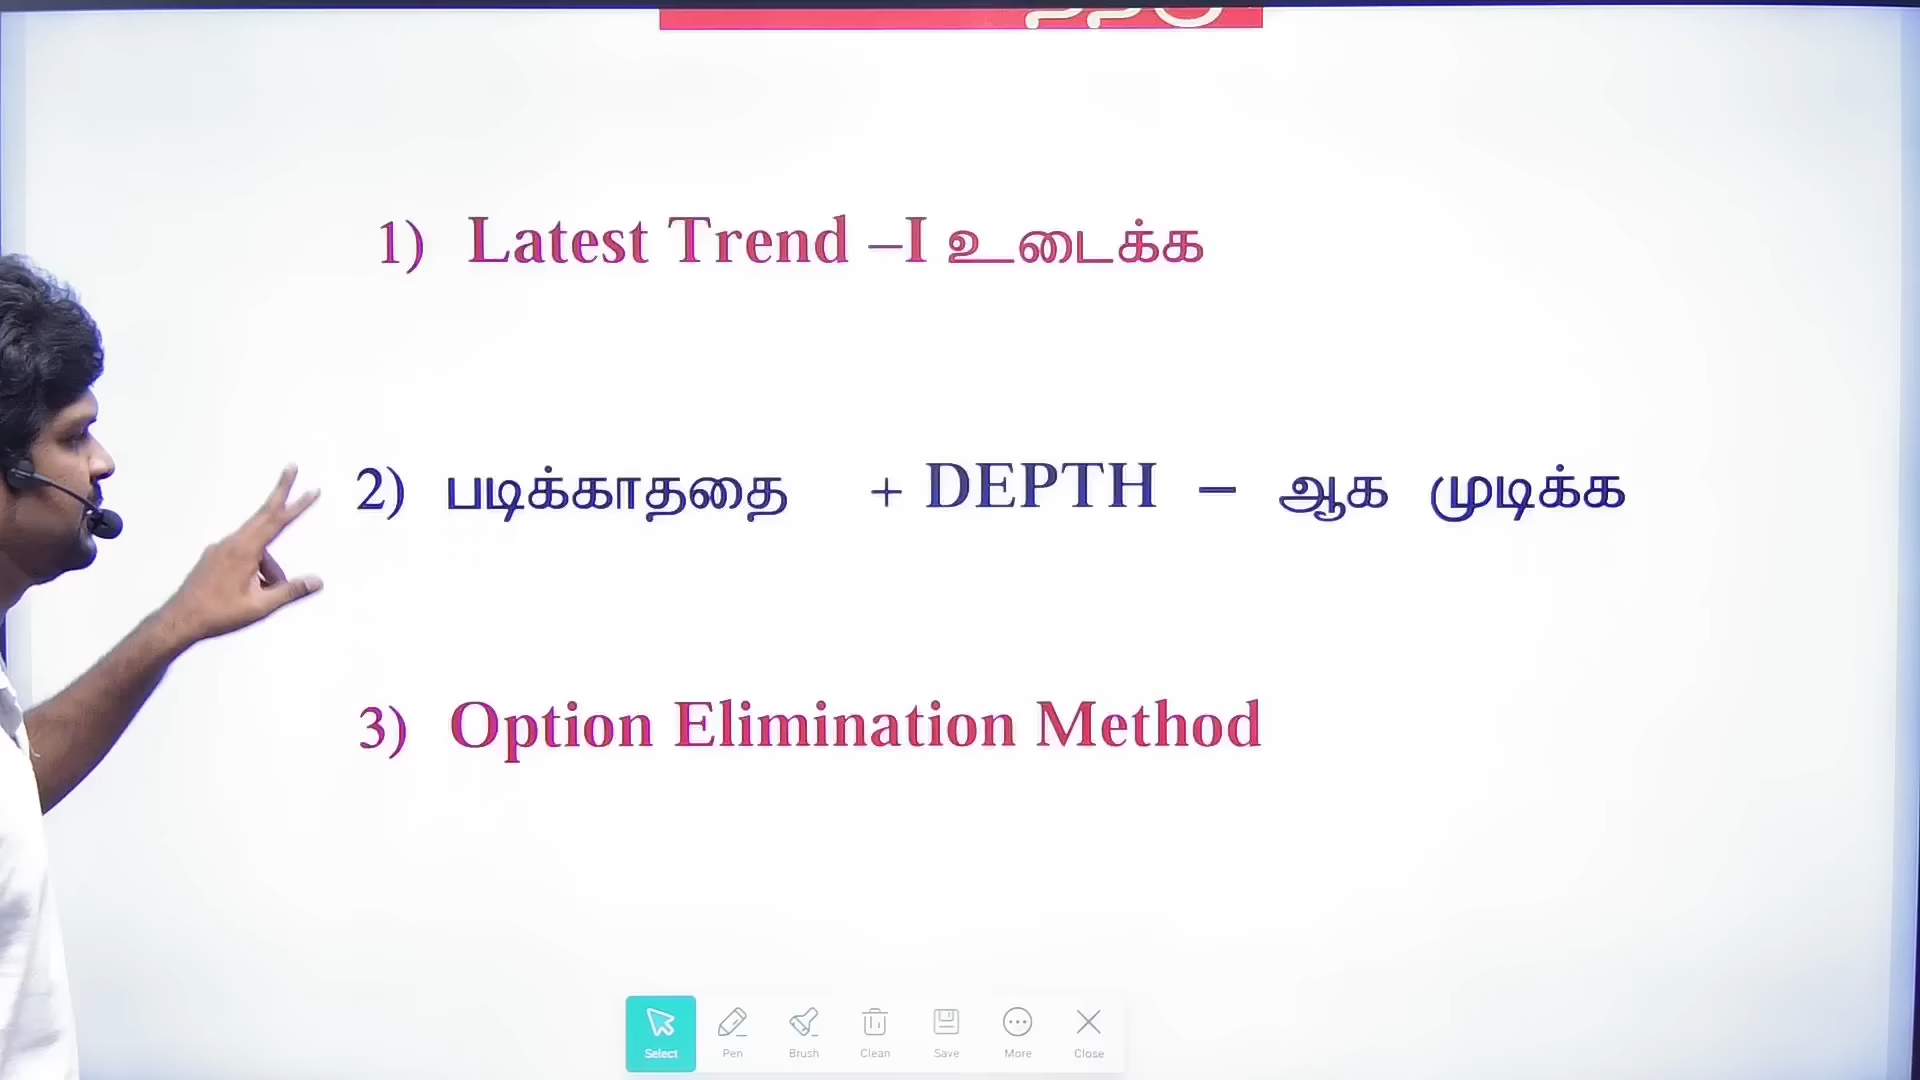 1) Latest Trend –I உடைக்க
2) படிக்காததை + DEPTH – ஆக முடிக்க
3) Option Elimination Method
Select Pen Brush Clean Save More Close